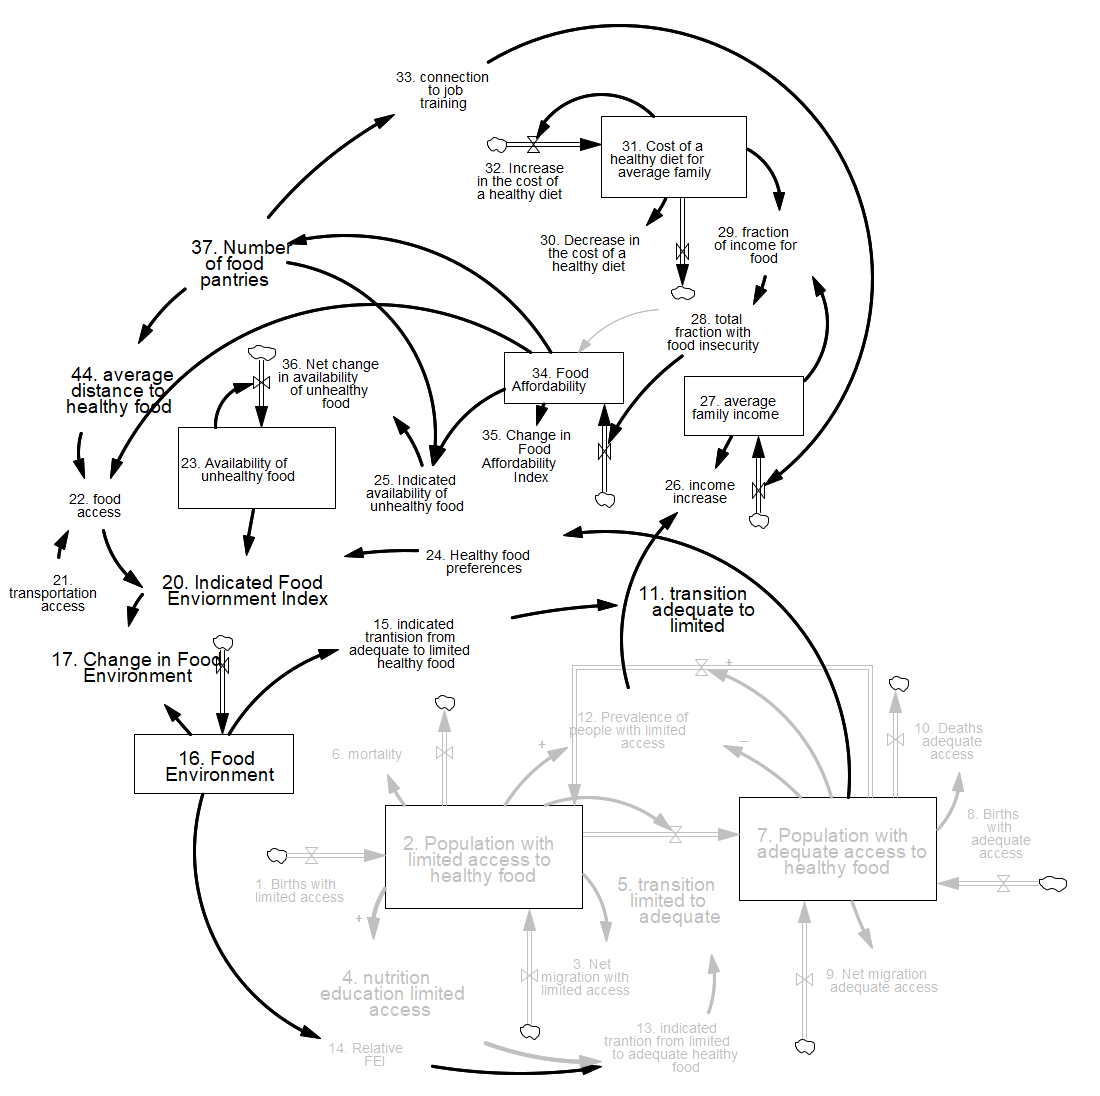 33. connection
to job
training
32. Increase
in the cost of
a healthy diet
31. Cost of a
healthy diet for
average family
30. Decrease in
the cost of a
healthy diet
29. fraction
of income for
food
37. Number
of food
pantries
28. total
fraction with
food insecurity
44. average
distance to
healthy food
36. Net change
in availability
of unhealthy
food
34. Food
Affordability
27. average
family income
35. Change in
Food
Affordability
Index
23. Availability of
unhealthy food
25. Indicated
availability of
unhealthy food
26. income
increase
22. food
access
24. Healthy food
preferences
21.
transportation
access
20. Indicated Food
Enviornment Index
11. transition
adequate to
limited
15. indicated
trantision from
adequate to limited
healthy food
17. Change in Food
Environment
16. Food
Environment
12. Prevalence of
people with limited
access
+
+
–
6. mortality
10. Deaths
adequate
access
2. Population with
limited access to
healthy food
7. Population with
adequate access to
healthy food
8. Births
with
adequate
access
1. Births with
limited access
5. transition
limited to
adequate
+
4. nutrition
education limited
access
3. Net
migration with
limited access
9. Net migration
adequate access
14. Relative
FEI
13. indicated
trantion from limited
to adequate healthy
food